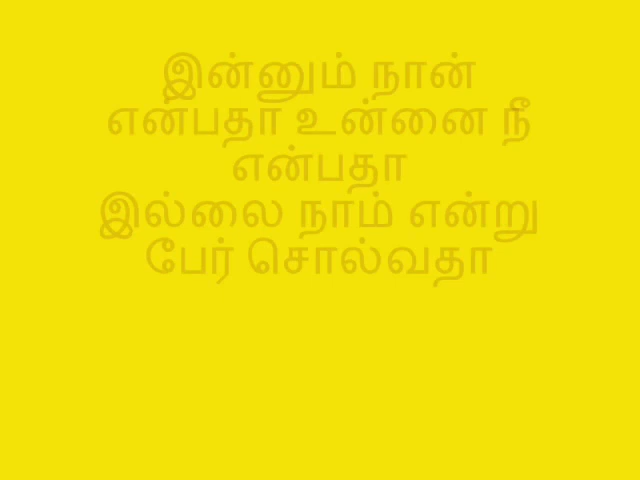 இன்னும் நான்
என்பதா உன்னை நீ
என்பதா
இல்லை நாம் என்று
பேர் சொல்வதா